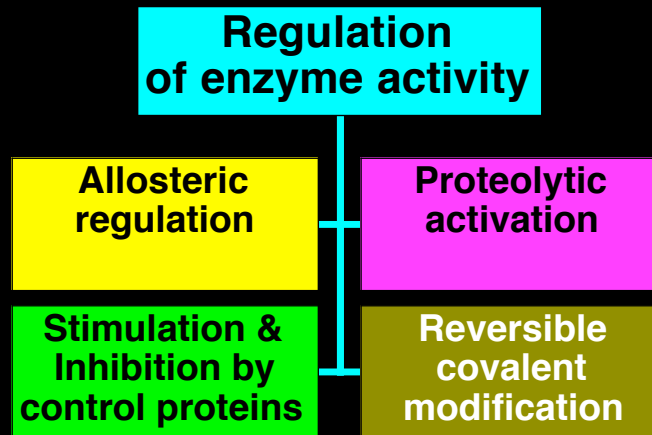 Regulation
of enzyme activity
Allosteric
regulation
Proteolytic
activation
Stimulation &
Inhibition by
control proteins
Reversible
covalent
modification